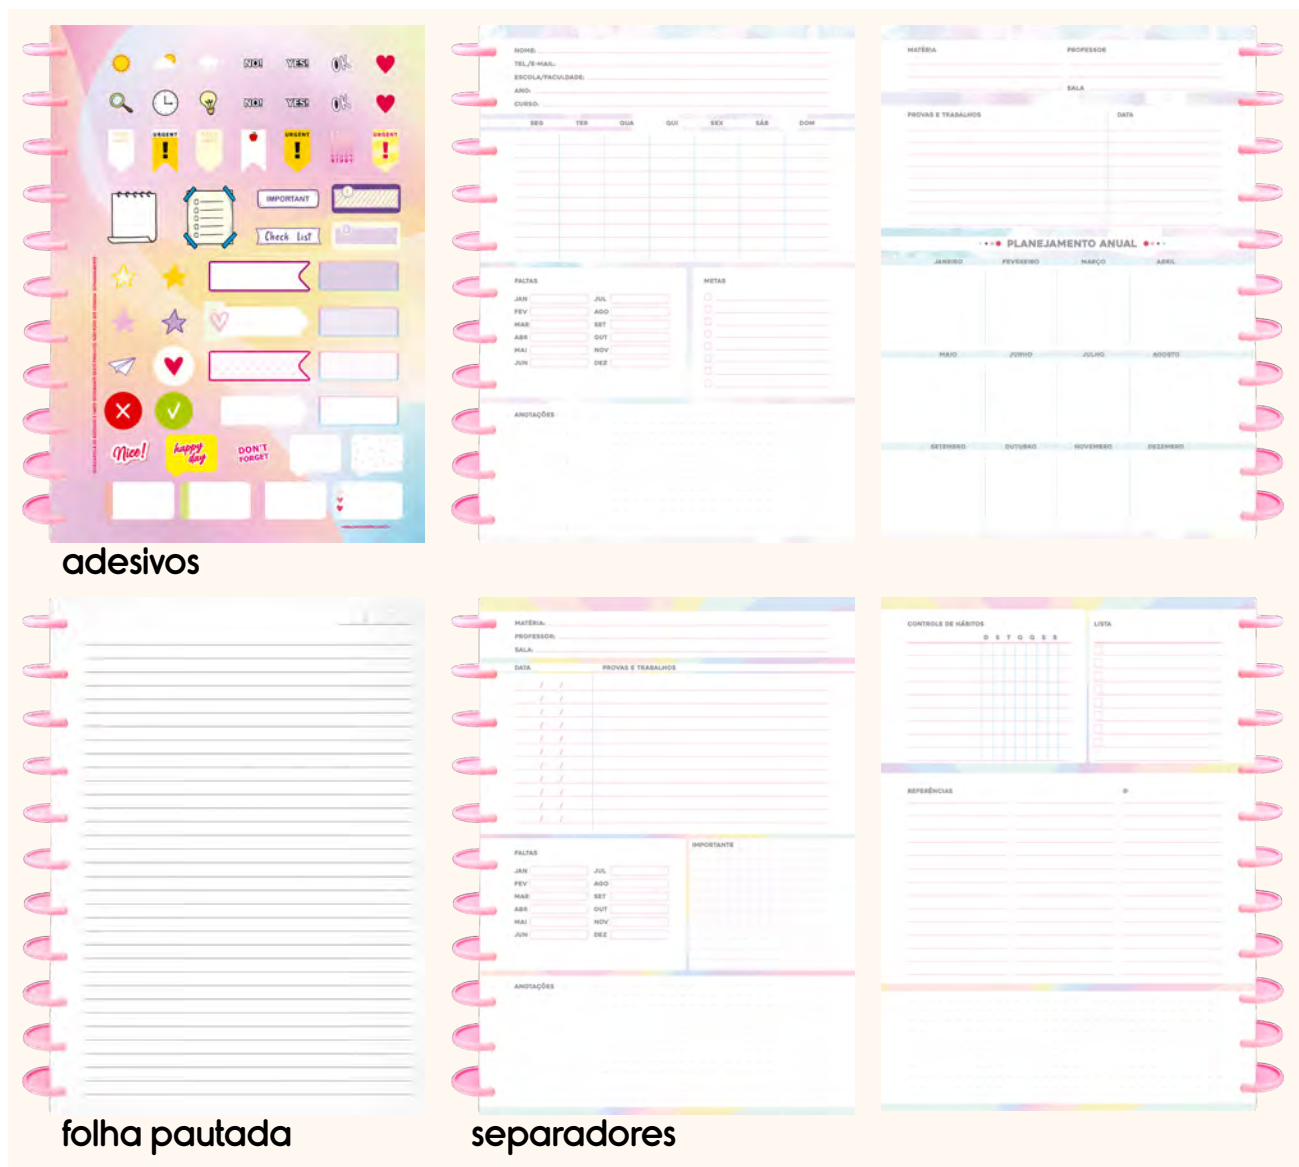 NO! YES!
NO! YES!
URGENT URGENT URGENT
! ! STUDY !
IMPORTANT
Check List
Nice! happy day DON'T FORGET
adesivos
NOME:
TEL./E-MAIL:
ESCOLA/FACULDADE:
ANO:
CURSO:
SEG TER QUA QUI SEX SÁB DOM
FALTAS
JAN JUL
FEV AGO
MAR SET
ABR OUT
MAI NOV
JUN DEZ
METAS
ANOTAÇÕES
MATÉRIA PROFESSOR
SALA
PROVAS E TRABALHOS DATA
PLANEJAMENTO ANUAL
JANEIRO FEVEREIRO MARÇO ABRIL
MAIO JUNHO JULHO AGOSTO
SETEMBRO OUTUBRO NOVEMBRO DEZEMBRO
folha pautada
MATÉRIA:
PROFESSOR:
SALA:
DATA PROVAS E TRABALHOS
/ /
/ /
/ /
/ /
/ /
/ /
/ /
/ /
/ /
/ /
/ /
FALTAS
JAN JUL
FEV AGO
MAR SET
ABR OUT
MAI NOV
JUN DEZ
IMPORTANTE
ANOTAÇÕES
separadores
CONTROLE DE HÁBITOS
D S T Q Q S S
LISTA
REFERÊNCIAS @